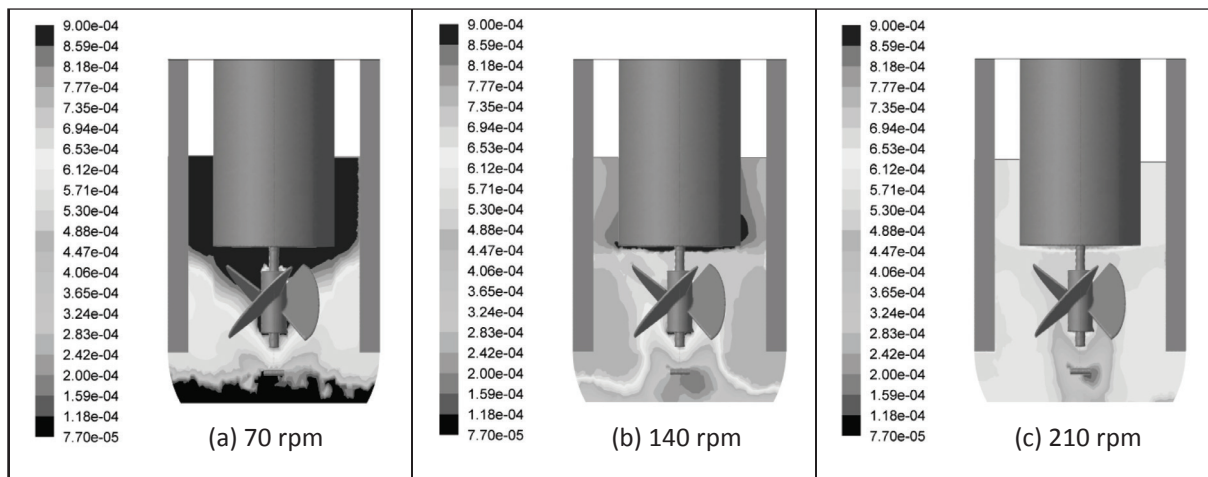 9.00e-04
8.59e-04
8.18e-04
7.77e-04
7.35e-04
6.94e-04
6.53e-04
6.12e-04
5.71e-04
5.30e-04
4.88e-04
4.47e-04
4.06e-04
3.65e-04
3.24e-04
2.83e-04
2.42e-04
2.00e-04
1.59e-04
1.18e-04
7.70e-05
(a) 70 rpm
9.00e-04
8.59e-04
8.18e-04
7.77e-04
7.35e-04
6.94e-04
6.53e-04
6.12e-04
5.71e-04
5.30e-04
4.88e-04
4.47e-04
4.06e-04
3.65e-04
3.24e-04
2.83e-04
2.42e-04
2.00e-04
1.59e-04
1.18e-04
7.70e-05
(b) 140 rpm
9.00e-04
8.59e-04
8.18e-04
7.77e-04
7.35e-04
6.94e-04
6.53e-04
6.12e-04
5.71e-04
5.30e-04
4.88e-04
4.47e-04
4.06e-04
3.65e-04
3.24e-04
2.83e-04
2.42e-04
2.00e-04
1.59e-04
1.18e-04
7.70e-05
(c) 210 rpm